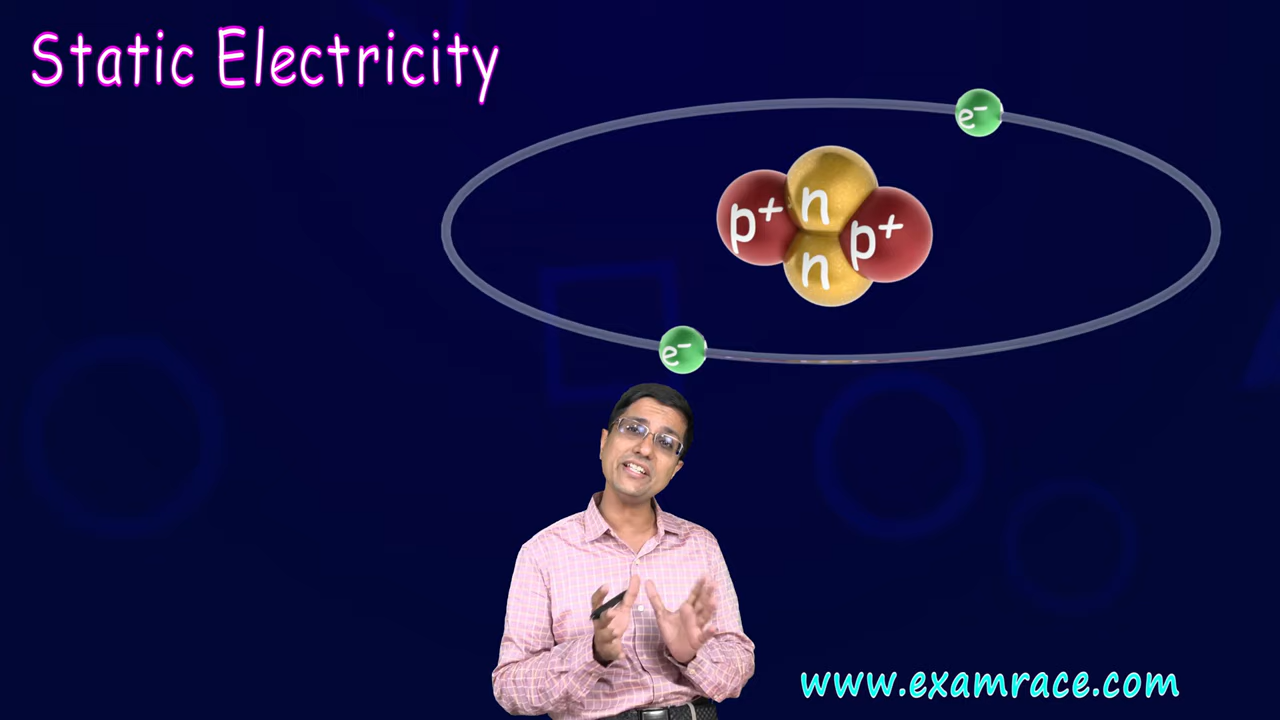 Static Electricity
e⁻
n
p⁺
p⁺
n
e⁻
www.examrace.com